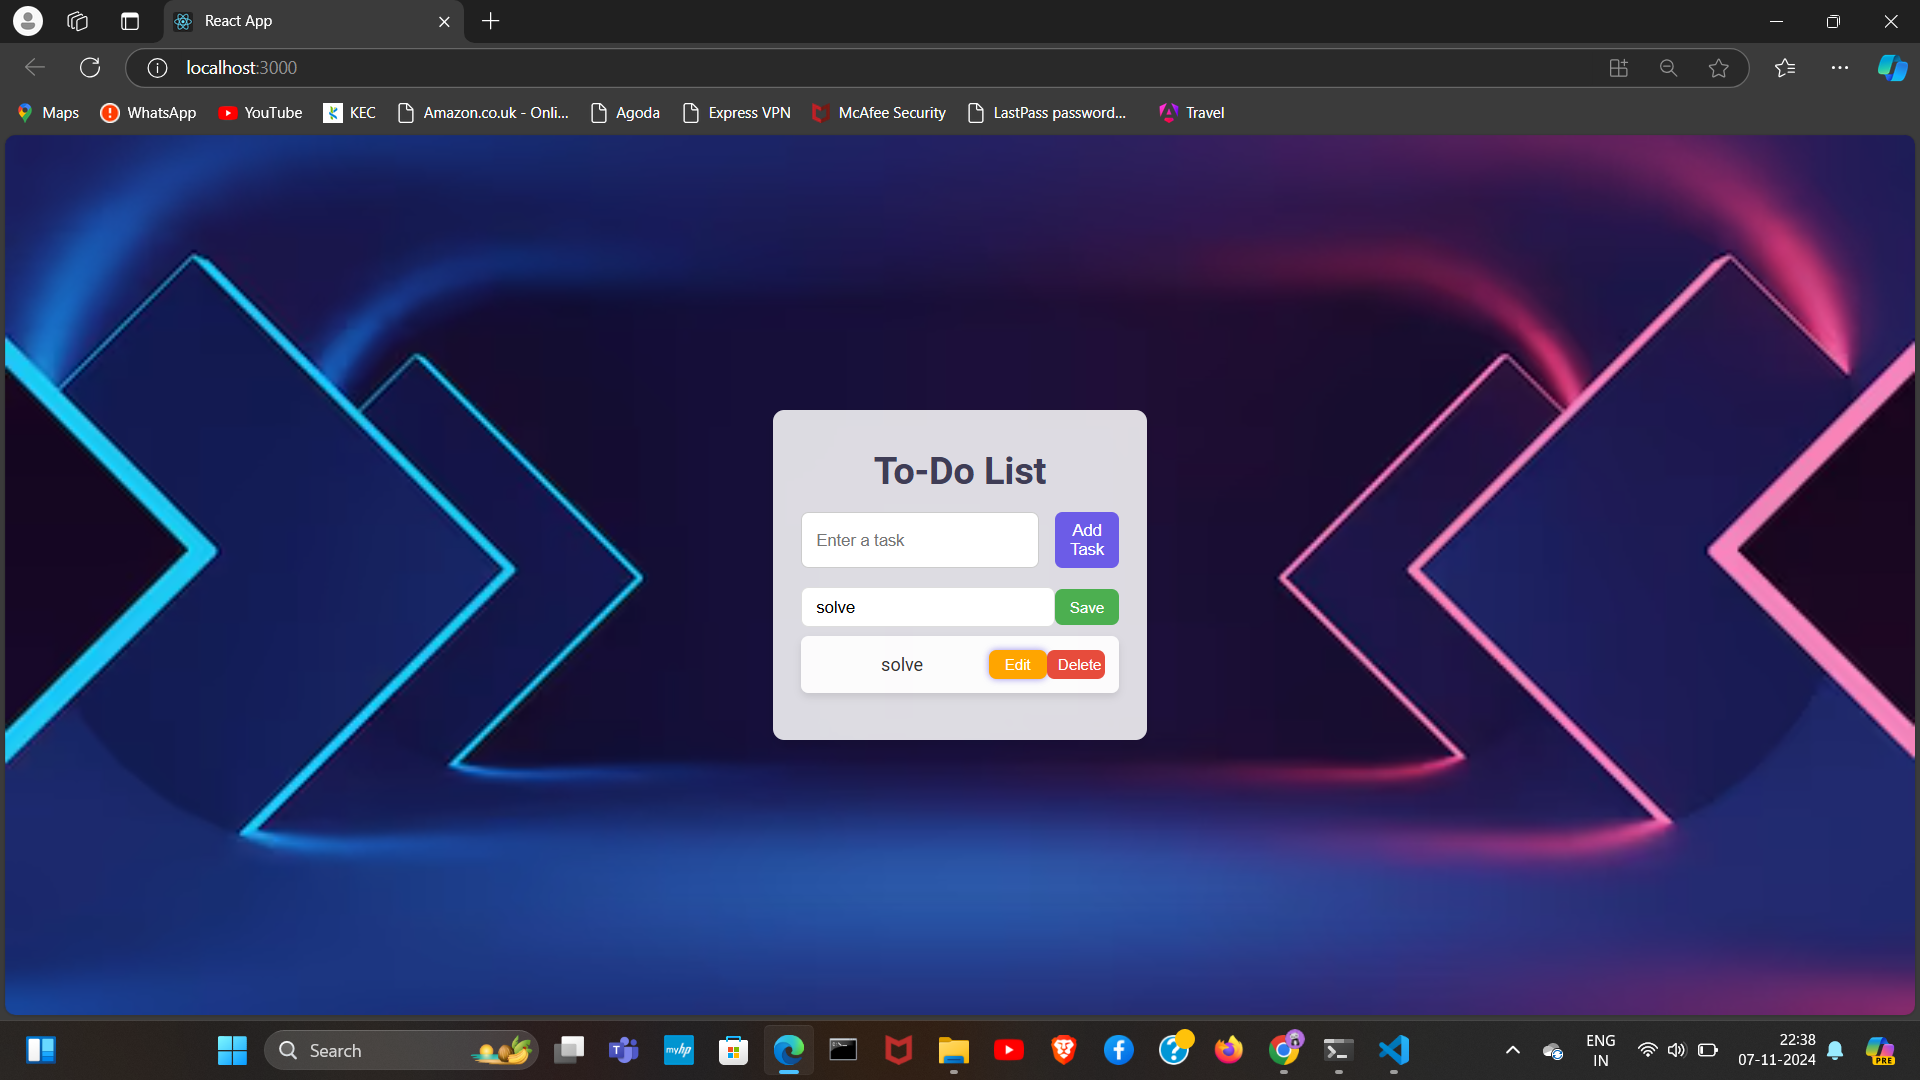 React App
localhost:3000
Maps WhatsApp YouTube KEC Amazon.co.uk - Onli... Agoda Express VPN McAfee Security LastPass password... Travel
To-Do List
Enter a task
Add
Task
solve Save
solve Edit Delete
Search
ENG
IN
22:38
07-11-2024
myhp
PRE